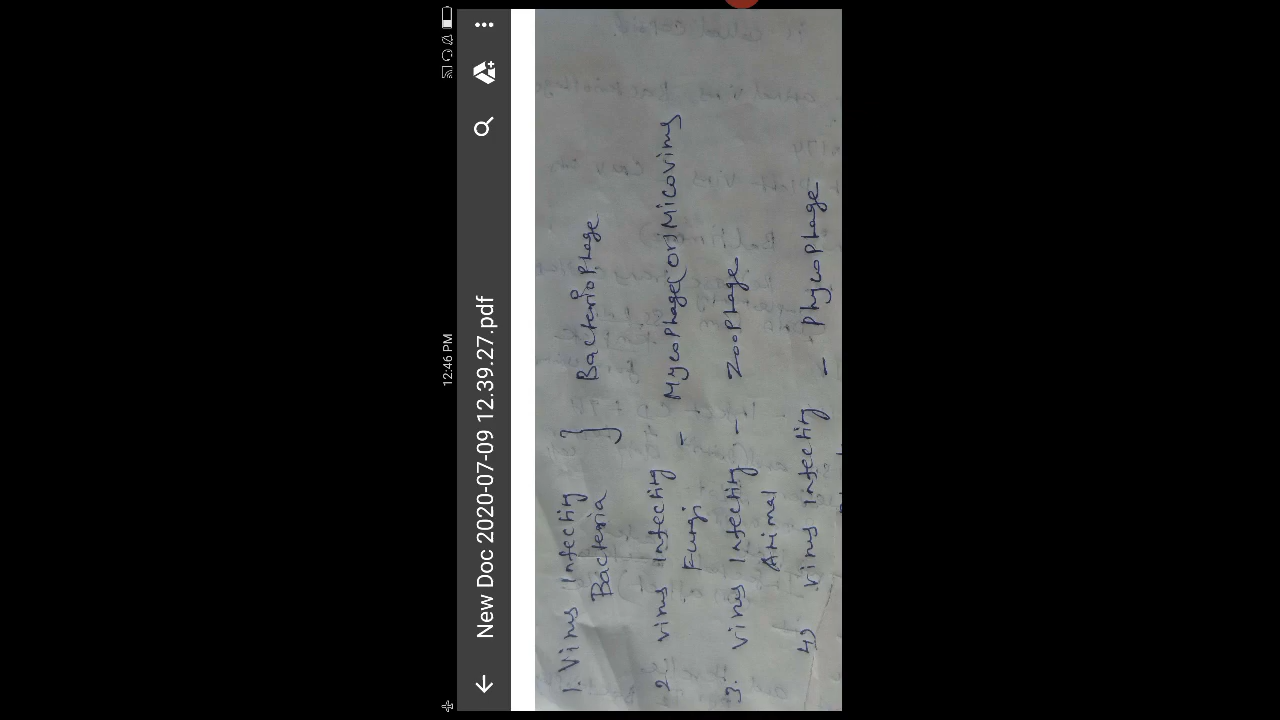 12:46 PM
New Doc 2020-07-09 12.39.27.pdf
1. Virus Infecting } Bacteriophage
Bacteria
2. virus Infecting - Mycophage (or) Micovirus
Fungi
3. virus Infecting - Zoophage
Animal
4) virus Infecting - Phycophage